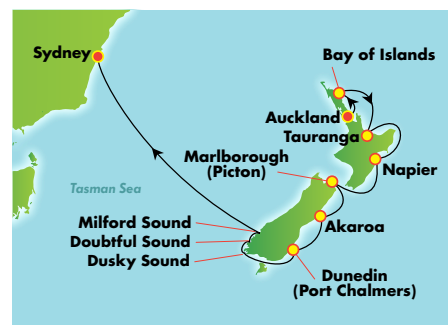 Sydney
Bay of Islands
Auckland
Tauranga
Marlborough
(Picton)
Napier
Tasman Sea
Milford Sound
Akaroa
Doubtful Sound
Dusky Sound
Dunedin
(Port Chalmers)